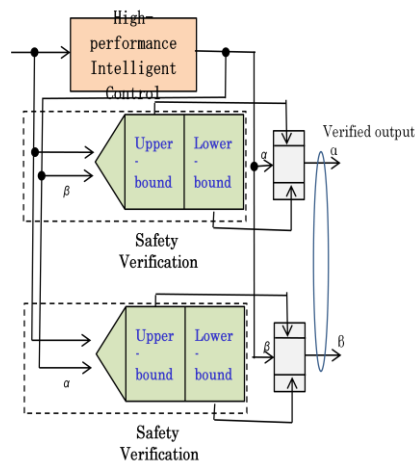 High-
performance
Intelligent
Control
Verified output
Upper
-
bound
Lower
-
bound
α
α
β
Safety
Verification
Upper
-
bound
Lower
-
bound
β
β
α
Safety
Verification